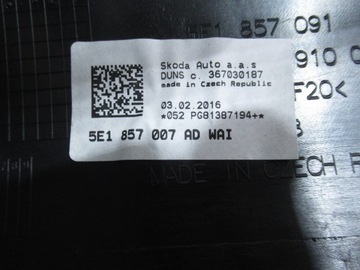 5E1 857 091
Skoda Auto a.a.s
DUNS c. 367030187
made in Czech Republic
910
F20<
03.02.2016
*052 PG81387194+*
5E1 857 007 AD WAI
MADE IN CZECH